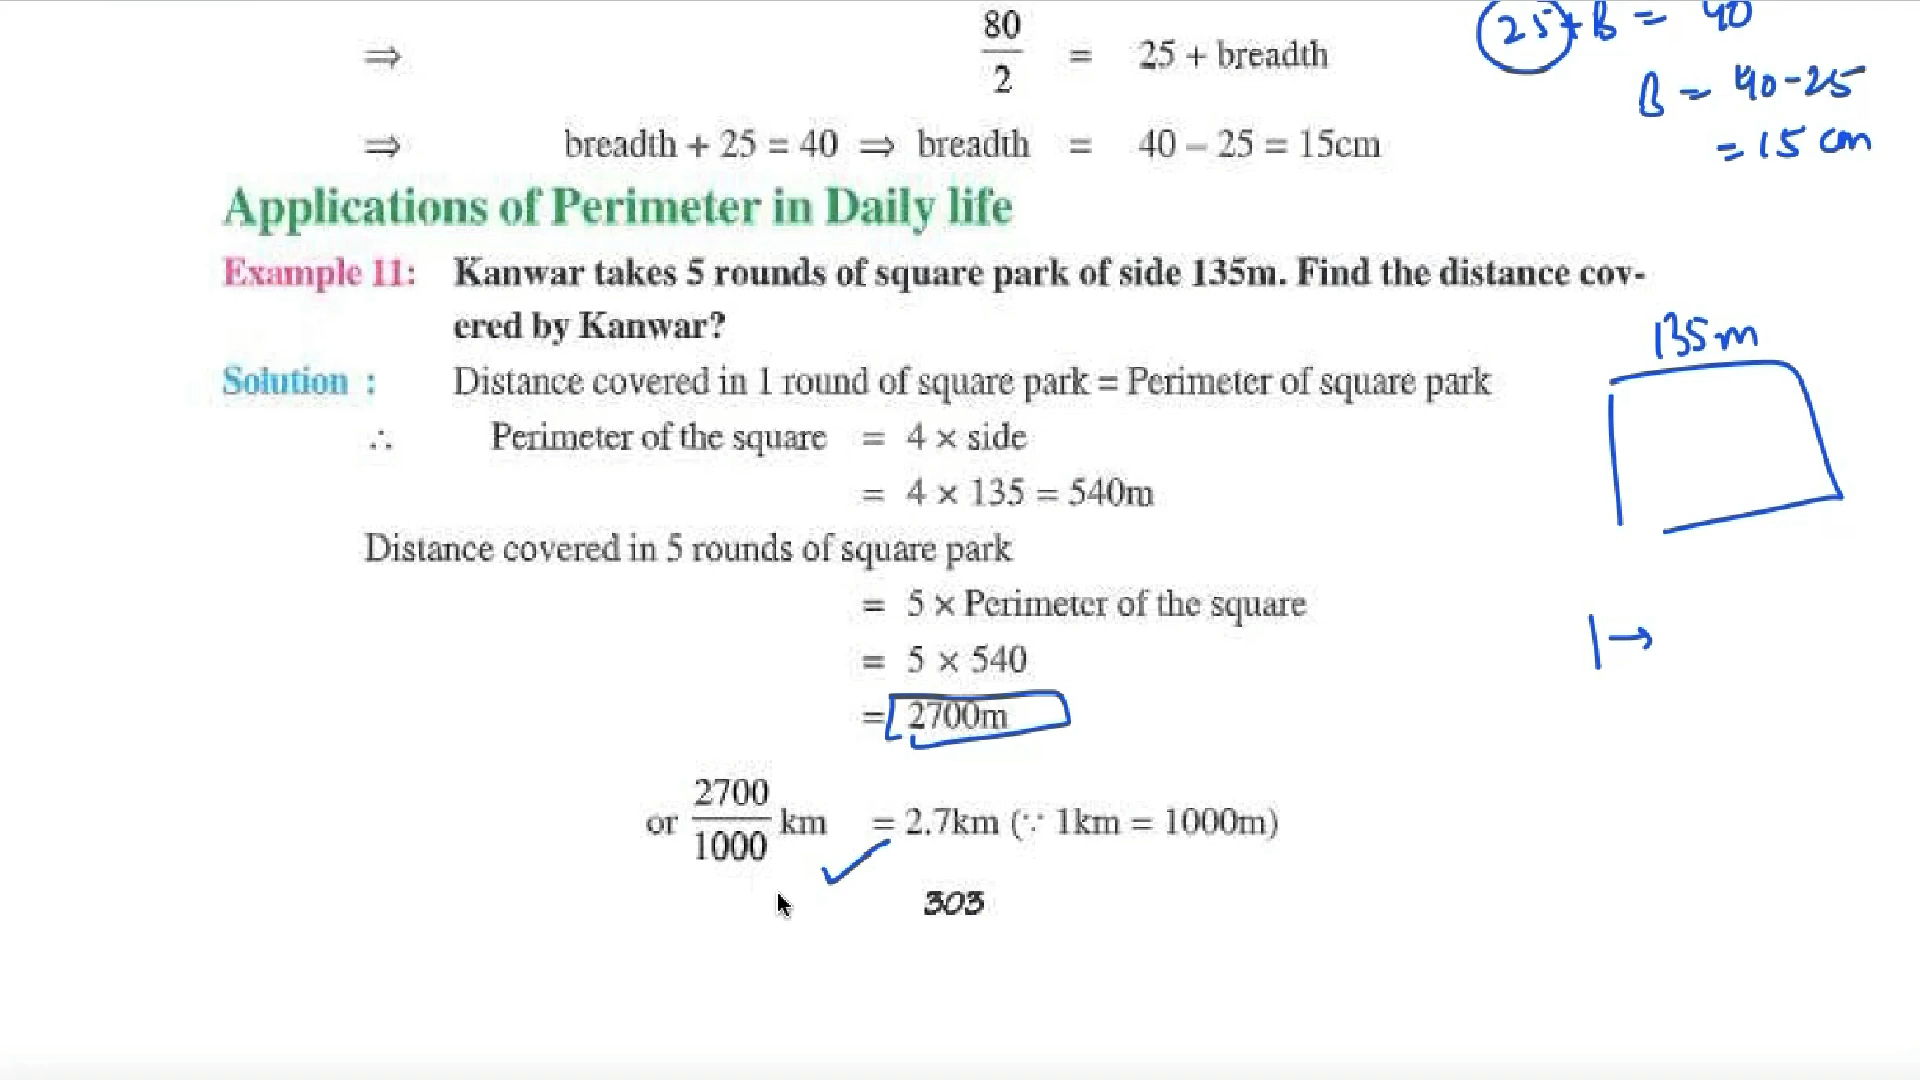 ⇒ 80/2 = 25 + breadth
25 + B = 40
B = 40-25
⇒ breadth + 25 = 40 ⇒ breadth = 40 – 25 = 15cm
= 15 cm
Applications of Perimeter in Daily life
Example 11: Kanwar takes 5 rounds of square park of side 135m. Find the distance cov-
ered by Kanwar?
135m
Solution : Distance covered in 1 round of square park = Perimeter of square park
∴ Perimeter of the square = 4 × side
= 4 × 135 = 540m
Distance covered in 5 rounds of square park
= 5 × Perimeter of the square
1 →
= 5 × 540
= 2700m
or 2700/1000 km = 2.7km (∵ 1km = 1000m)
303